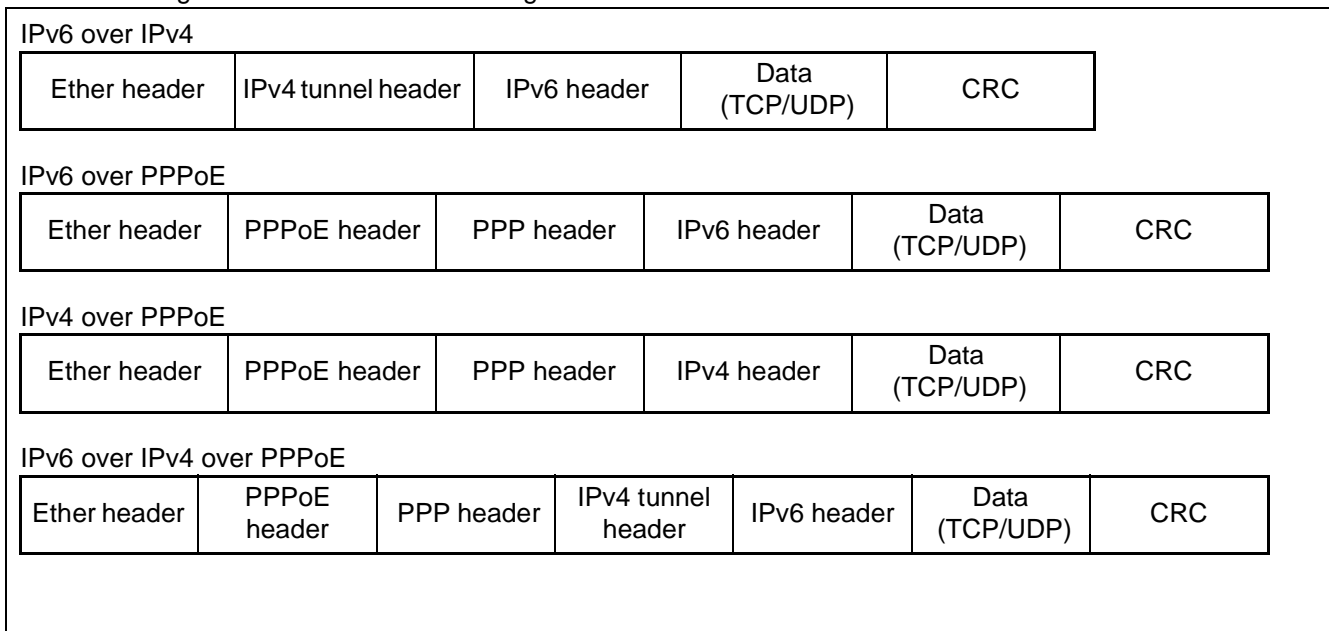 IPv6 over IPv4
Ether header IPv4 tunnel header IPv6 header Data (TCP/UDP) CRC
IPv6 over PPPoE
Ether header PPPoE header PPP header IPv6 header Data (TCP/UDP) CRC
IPv4 over PPPoE
Ether header PPPoE header PPP header IPv4 header Data (TCP/UDP) CRC
IPv6 over IPv4 over PPPoE
Ether header PPPoE header PPP header IPv4 tunnel header IPv6 header Data (TCP/UDP) CRC